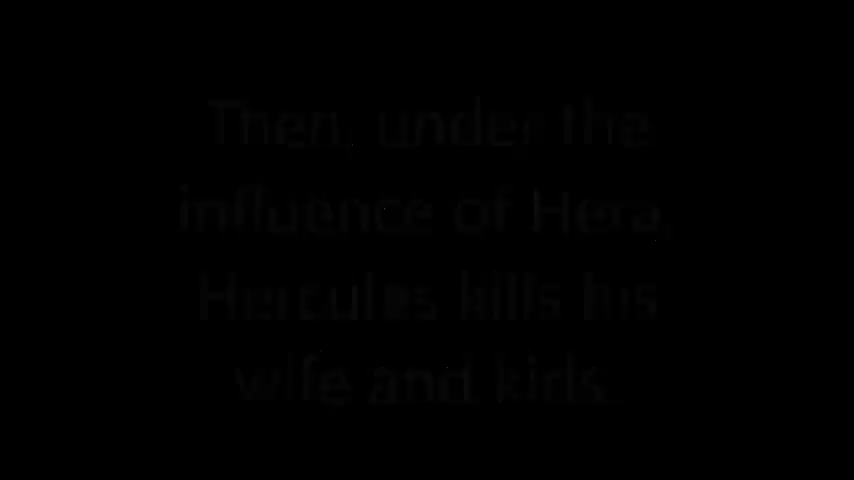 Then, under the
influence of Hera,
Hercules kills his
wife and kids.